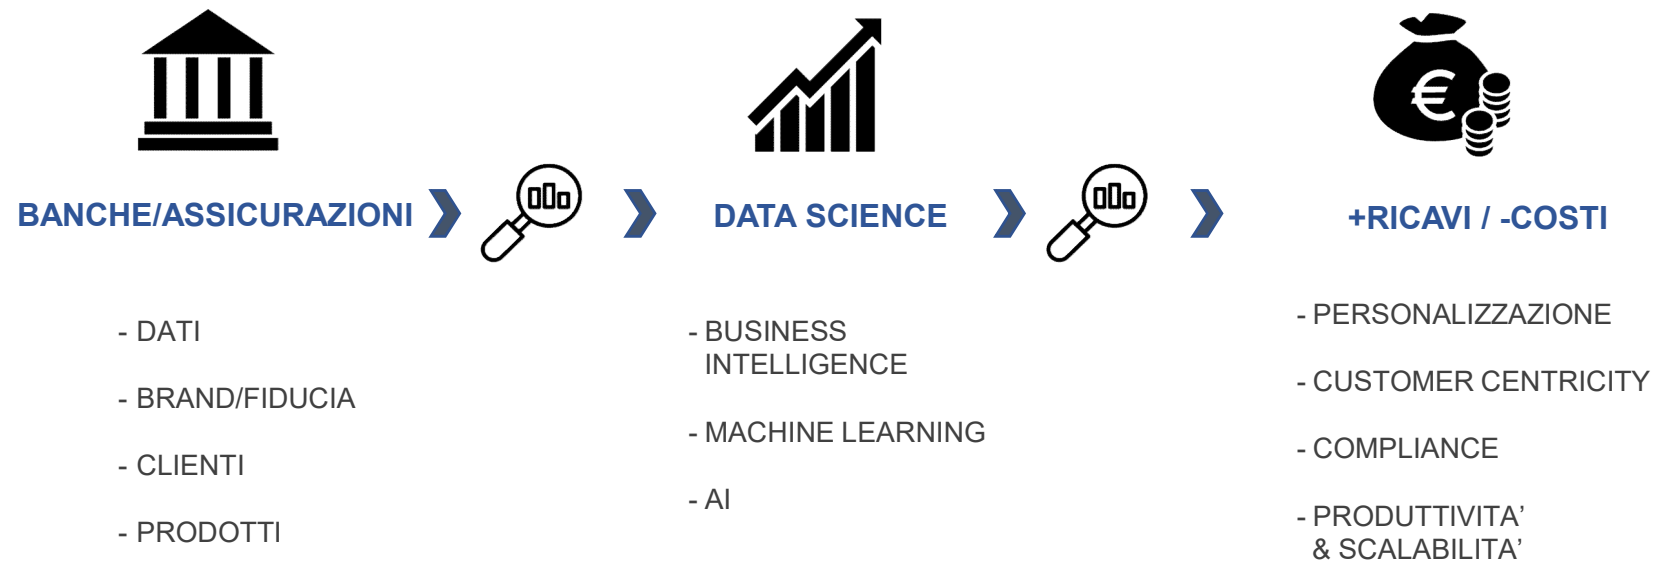 BANCHE/ASSICURAZIONI
- DATI
- BRAND/FIDUCIA
- CLIENTI
- PRODOTTI
DATA SCIENCE
- BUSINESS
INTELLIGENCE
- MACHINE LEARNING
- AI
€
+RICAVI / -COSTI
- PERSONALIZZAZIONE
- CUSTOMER CENTRICITY
- COMPLIANCE
- PRODUTTIVITA’
& SCALABILITA’